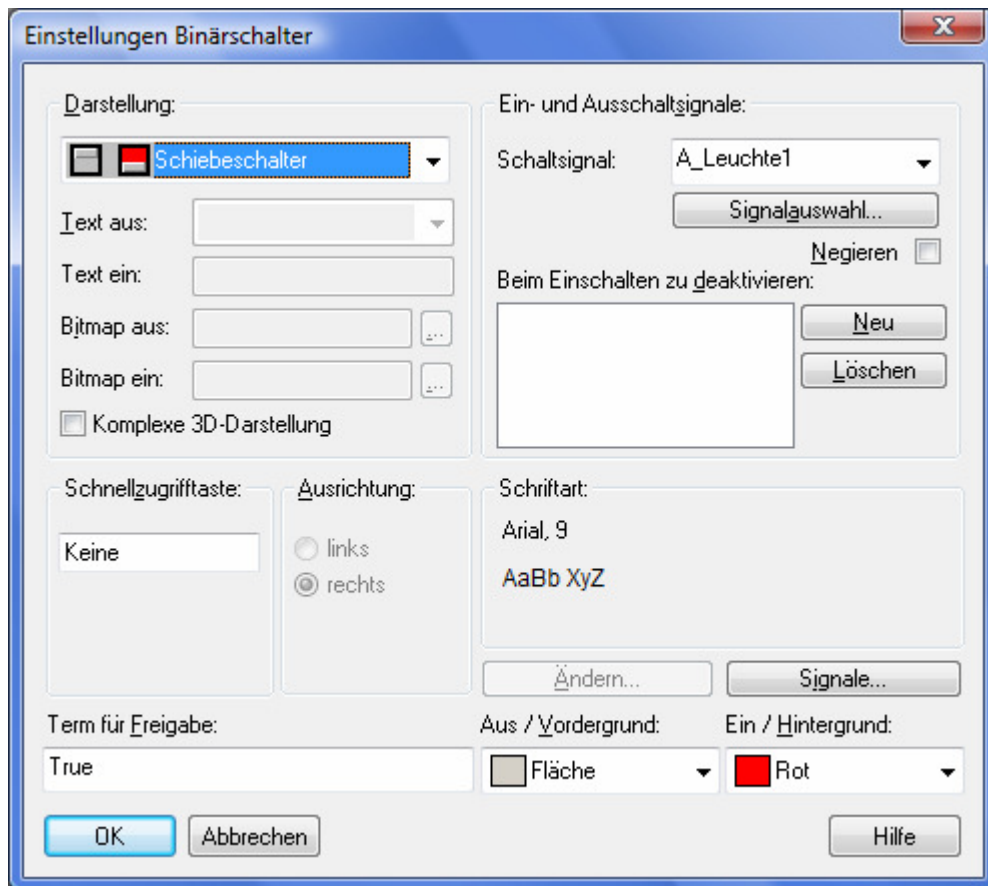 Einstellungen Binärschalter
Darstellung:
Schiebeschalter
Text aus:
Text ein:
Bitmap aus:
...
Bitmap ein:
...
Komplexe 3D-Darstellung
Ein- und Ausschaltsignale:
Schaltsignal:
A_Leuchte1
Signalauswahl...
Negieren
Beim Einschalten zu deaktivieren:
Neu
Löschen
Schnellzugrifftaste:
Keine
Ausrichtung:
links
rechts
Schriftart:
Arial, 9
AaBb XyZ
Ändern...
Signale...
Term für Freigabe:
True
Aus / Vordergrund:
Fläche
Ein / Hintergrund:
Rot
OK
Abbrechen
Hilfe